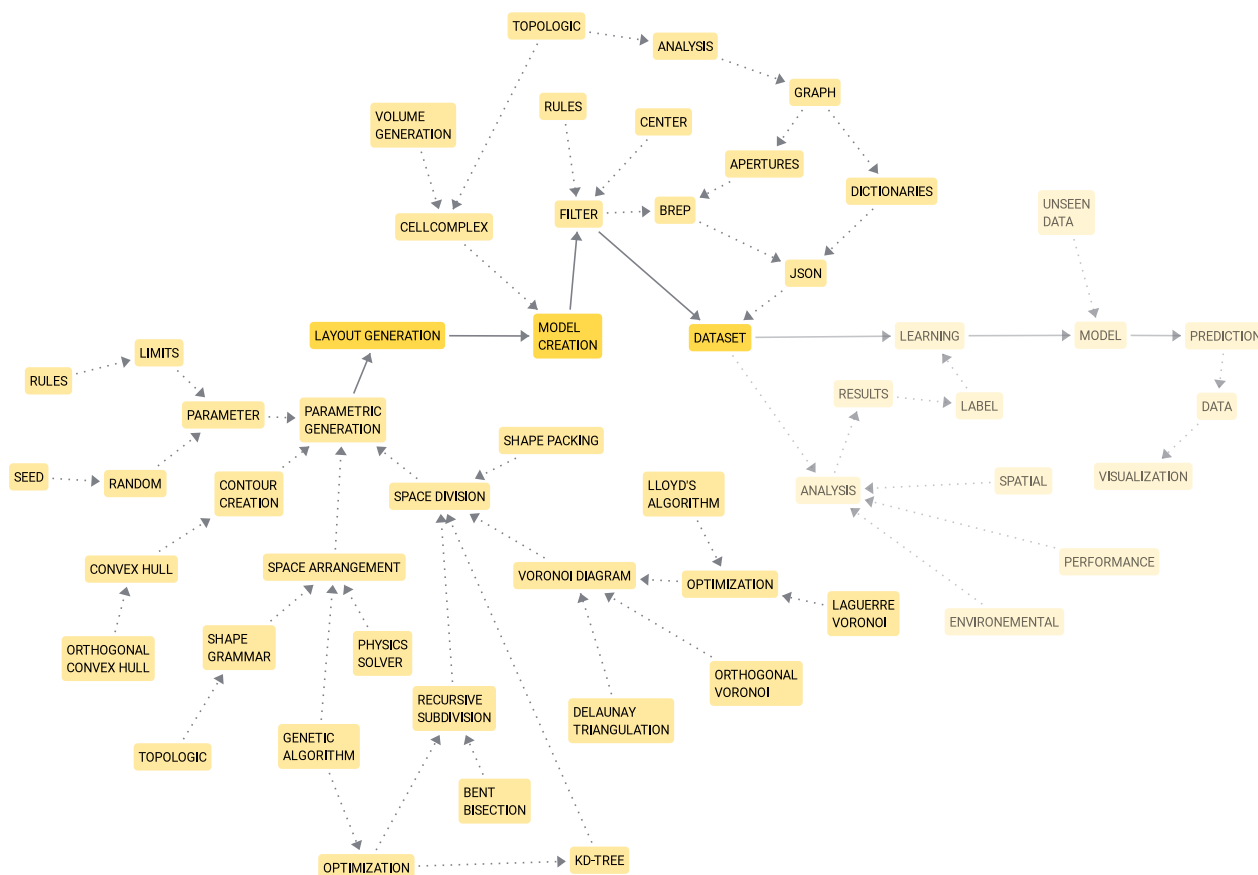 TOPOLOGIC
ANALYSIS
GRAPH
VOLUME
GENERATION
RULES
CENTER
APERTURES
DICTIONARIES
UNSEEN
DATA
CELLCOMPLEX
FILTER
BREP
JSON
LAYOUT GENERATION
MODEL
CREATION
DATASET
LEARNING
MODEL
PREDICTION
LIMITS
RULES
PARAMETER
PARAMETRIC
GENERATION
RESULTS
LABEL
DATA
SHAPE PACKING
SEED
RANDOM
CONTOUR
CREATION
SPACE DIVISION
LLOYD'S
ALGORITHM
ANALYSIS
SPATIAL
VISUALIZATION
CONVEX HULL
SPACE ARRANGEMENT
VORONOI DIAGRAM
OPTIMIZATION
PERFORMANCE
LAGUERRE
VORONOI
ENVIRONEMENTAL
ORTHOGONAL
CONVEX HULL
SHAPE
GRAMMAR
PHYSICS
SOLVER
ORTHOGONAL
VORONOI
RECURSIVE
SUBDIVISION
DELAUNAY
TRIANGULATION
TOPOLOGIC
GENETIC
ALGORITHM
BENT
BISECTION
OPTIMIZATION
KD-TREE